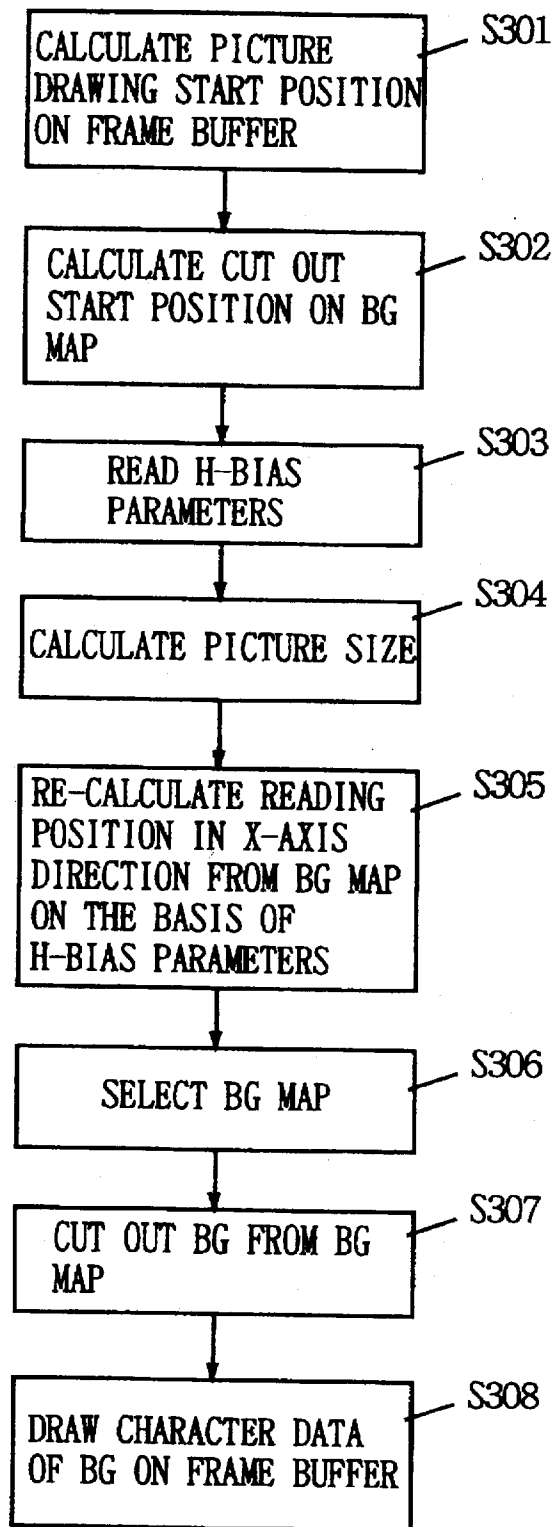 S301
CALCULATE PICTURE
DRAWING START POSITION
ON FRAME BUFFER
S302
CALCULATE CUT OUT
START POSITION ON BG
MAP
S303
READ H-BIAS
PARAMETERS
S304
CALCULATE PICTURE SIZE
S305
RE-CALCULATE READING
POSITION IN X-AXIS
DIRECTION FROM BG MAP
ON THE BASIS OF
H-BIAS PARAMETERS
S306
SELECT BG MAP
S307
CUT OUT BG FROM BG
MAP
S308
DRAW CHARACTER DATA
OF BG ON FRAME BUFFER